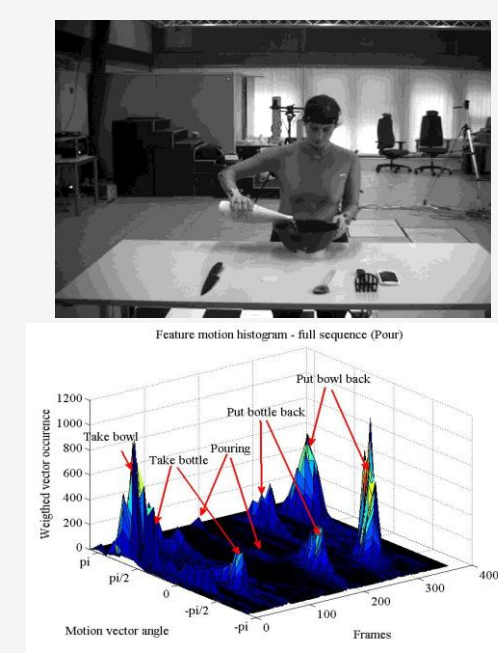 Feature motion histogram - full sequence (Pour)
Put bowl back
Put bottle back
Take bowl
Pouring
Take bottle
Weigthed vector occurence
1200
1000
800
600
400
200
0
pi
pi/2
0
-pi/2
-pi
0
100
200
300
400
Motion vector angle
Frames